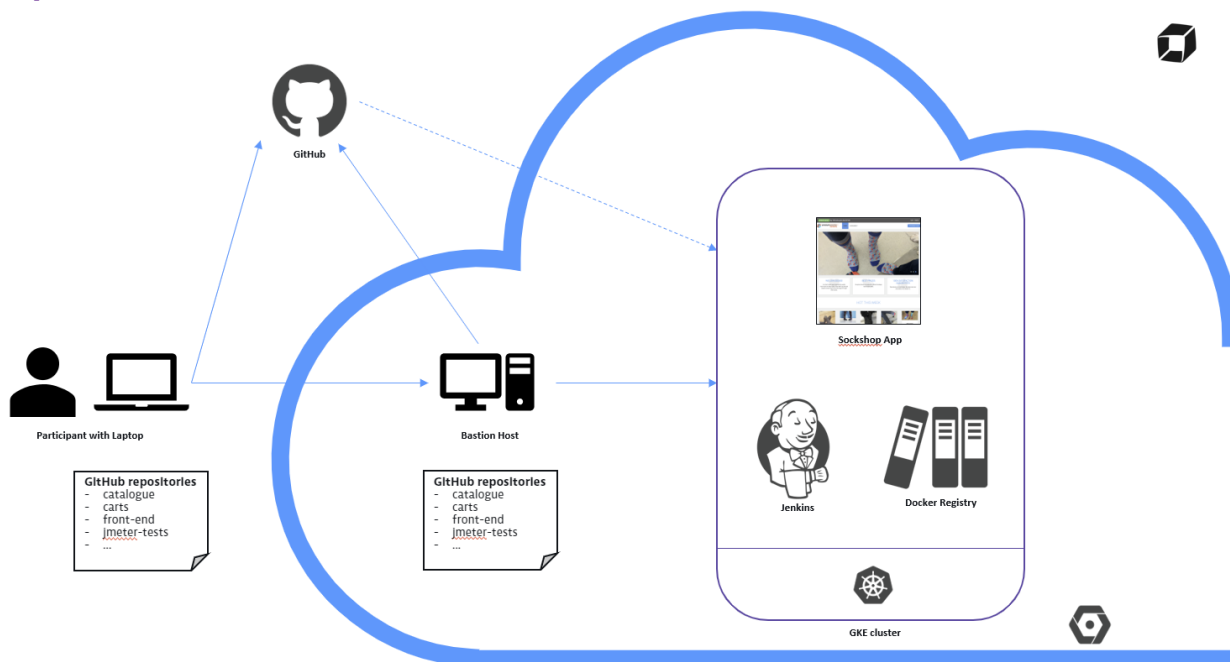 GitHub
Sockshop App
Participant with Laptop
Bastion Host
GitHub repositories
- catalogue
- carts
- front-end
- jmeter-tests
- ...
GitHub repositories
- catalogue
- carts
- front-end
- jmeter-tests
- ...
Jenkins
Docker Registry
GKE cluster